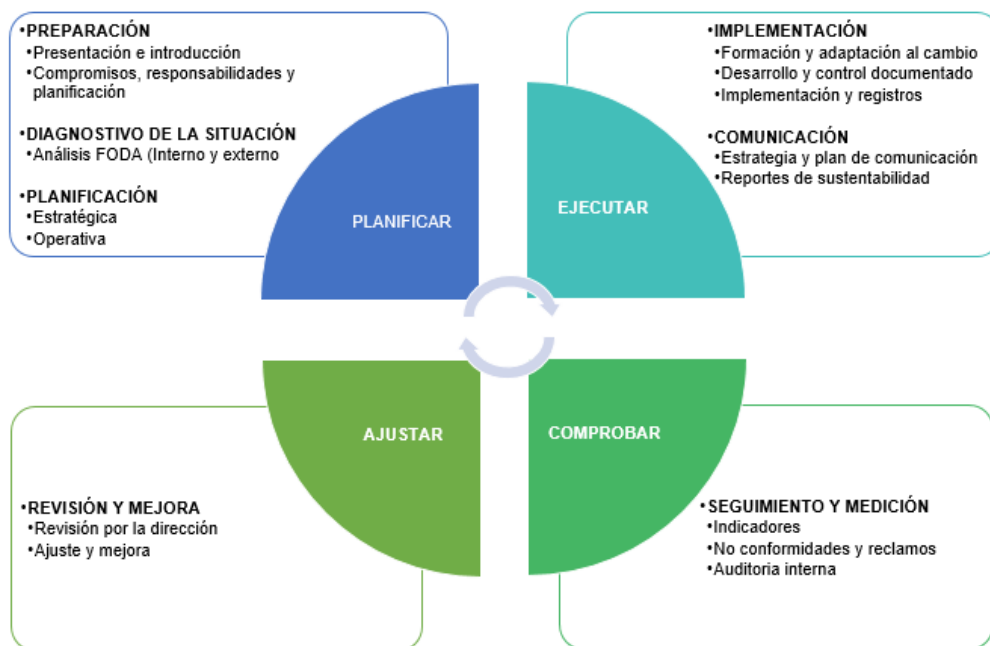 •PREPARACIÓN
•Presentación e introducción
•Compromisos, responsabilidades y
planificación
•DIAGNOSTIVO DE LA SITUACIÓN
•Análisis FODA (Interno y externo
•PLANIFICACIÓN
•Estratégica
•Operativa
PLANIFICAR
•IMPLEMENTACIÓN
•Formación y adaptación al cambio
•Desarrollo y control documentado
•Implementación y registros
•COMUNICACIÓN
•Estrategia y plan de comunicación
•Reportes de sustentabilidad
EJECUTAR
AJUSTAR
•REVISIÓN Y MEJORA
•Revisión por la dirección
•Ajuste y mejora
COMPROBAR
•SEGUIMIENTO Y MEDICIÓN
•Indicadores
•No conformidades y reclamos
•Auditoria interna